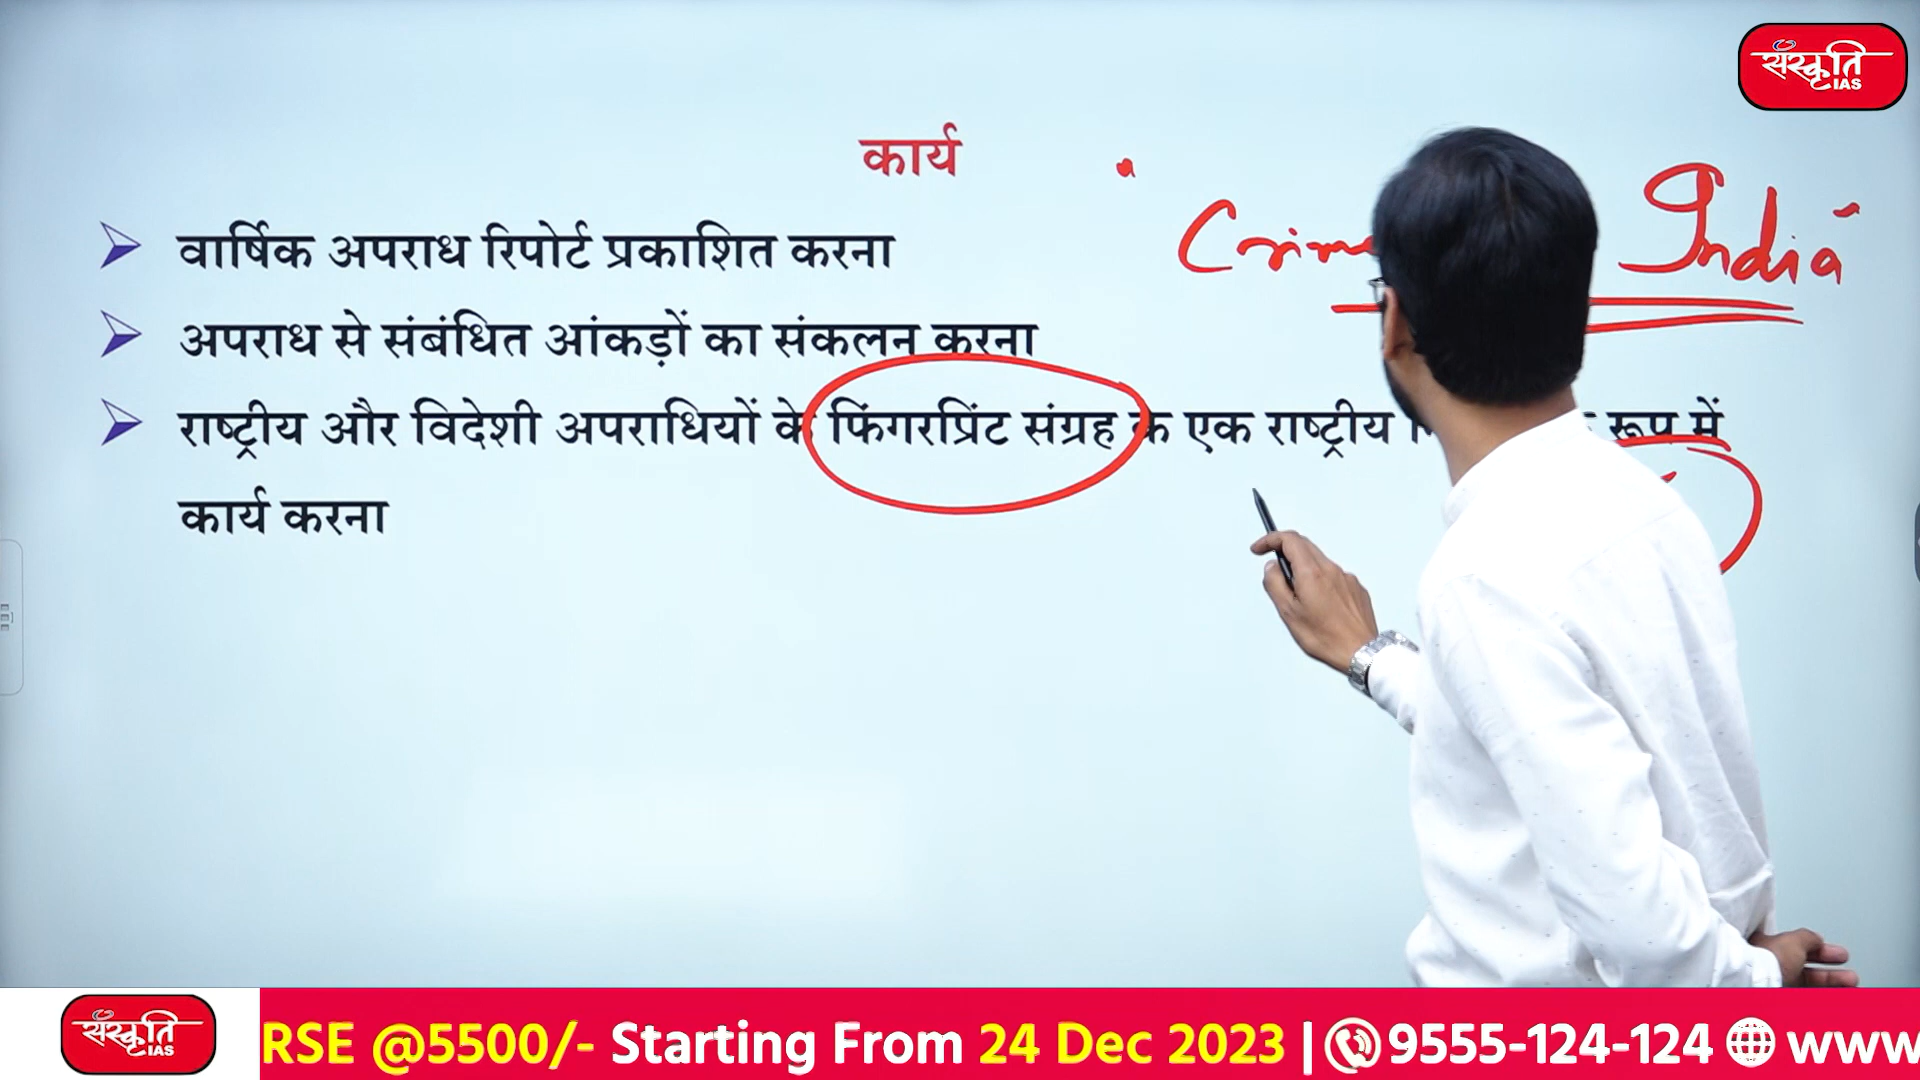 संस्कृति
IAS
कार्य
" Crime India"
वार्षिक अपराध रिपोर्ट प्रकाशित करना
अपराध से संबंधित आंकड़ों का संकलन करना
राष्ट्रीय और विदेशी अपराधियों के फिंगरप्रिंट संग्रह के एक राष्ट्रीय रूप में
कार्य करना
संस्कृति
IAS
RSE @5500/- Starting From 24 Dec 2023 | 9555-124-124 www